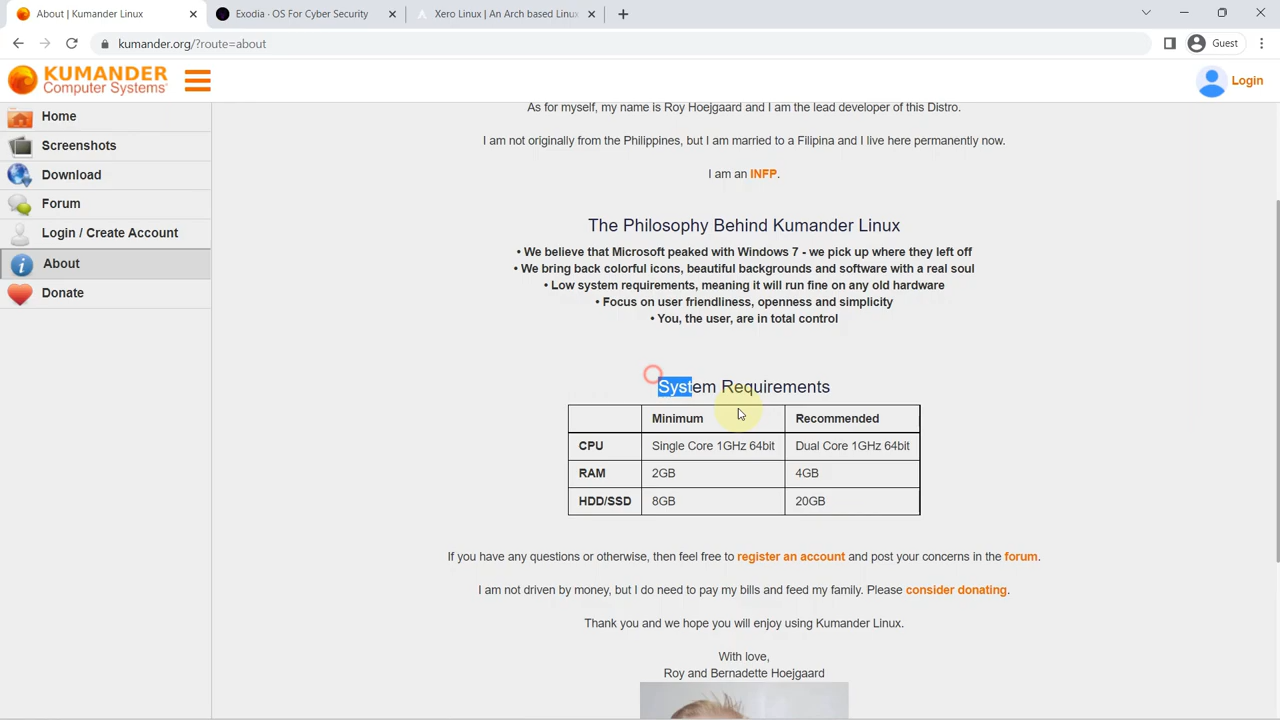 About | Kumander Linux
Exodia · OS For Cyber Security
Xero Linux | An Arch based Linux
kumander.org/?route=about
Guest
KUMANDER
Computer Systems
Login
Home
Screenshots
Download
Forum
Login / Create Account
About
Donate
As for myself, my name is Roy Hoejgaard and I am the lead developer of this Distro.
I am not originally from the Philippines, but I am married to a Filipina and I live here permanently now.
I am an INFP.
The Philosophy Behind Kumander Linux
• We believe that Microsoft peaked with Windows 7 - we pick up where they left off
• We bring back colorful icons, beautiful backgrounds and software with a real soul
• Low system requirements, meaning it will run fine on any old hardware
• Focus on user friendliness, openness and simplicity
• You, the user, are in total control
System Requirements
Minimum Recommended
CPU Single Core 1GHz 64bit Dual Core 1GHz 64bit
RAM 2GB 4GB
HDD/SSD 8GB 20GB
If you have any questions or otherwise, then feel free to register an account and post your concerns in the forum.
I am not driven by money, but I do need to pay my bills and feed my family. Please consider donating.
Thank you and we hope you will enjoy using Kumander Linux.
With love,
Roy and Bernadette Hoejgaard